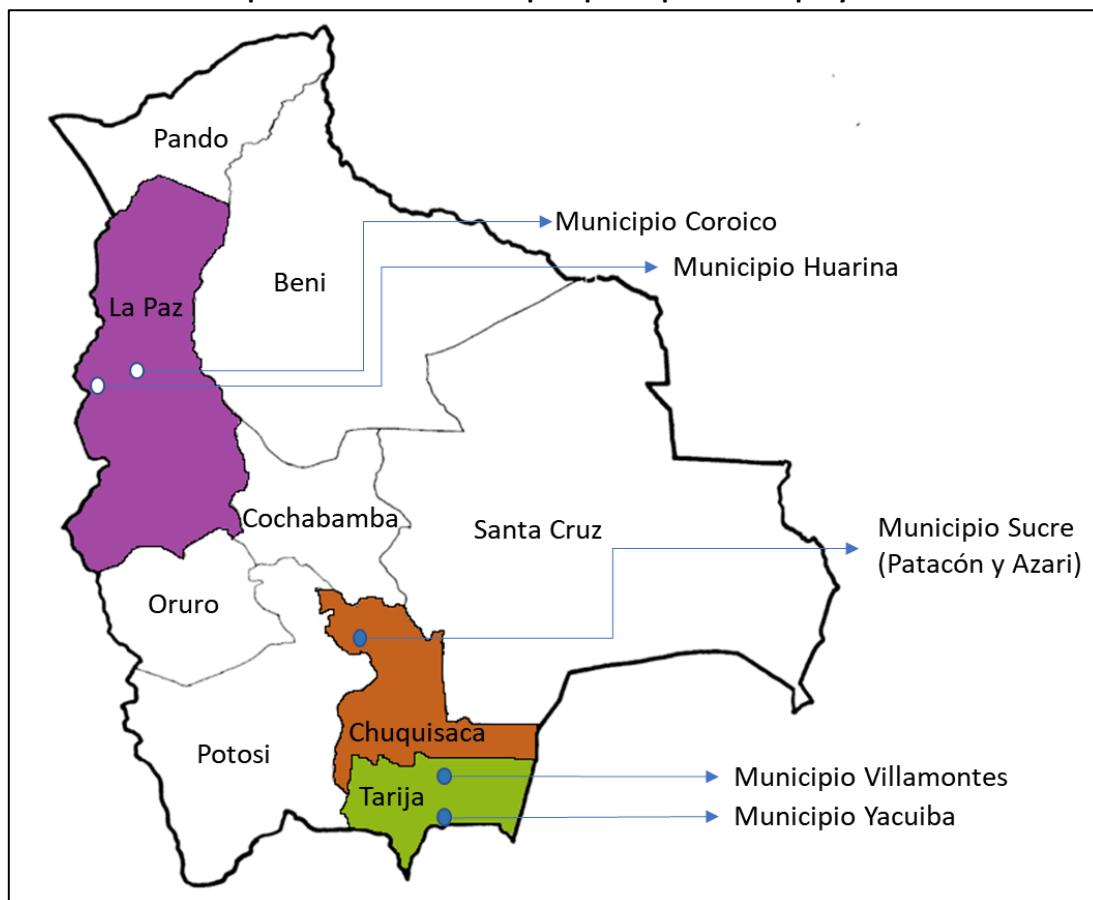 Pando
Municipio Coroico
Municipio Huarina
Beni
La Paz
Cochabamba
Santa Cruz
Municipio Sucre
(Patacón y Azari)
Oruro
Chuquisaca
Potosi
Municipio Villamontes
Tarija
Municipio Yacuiba